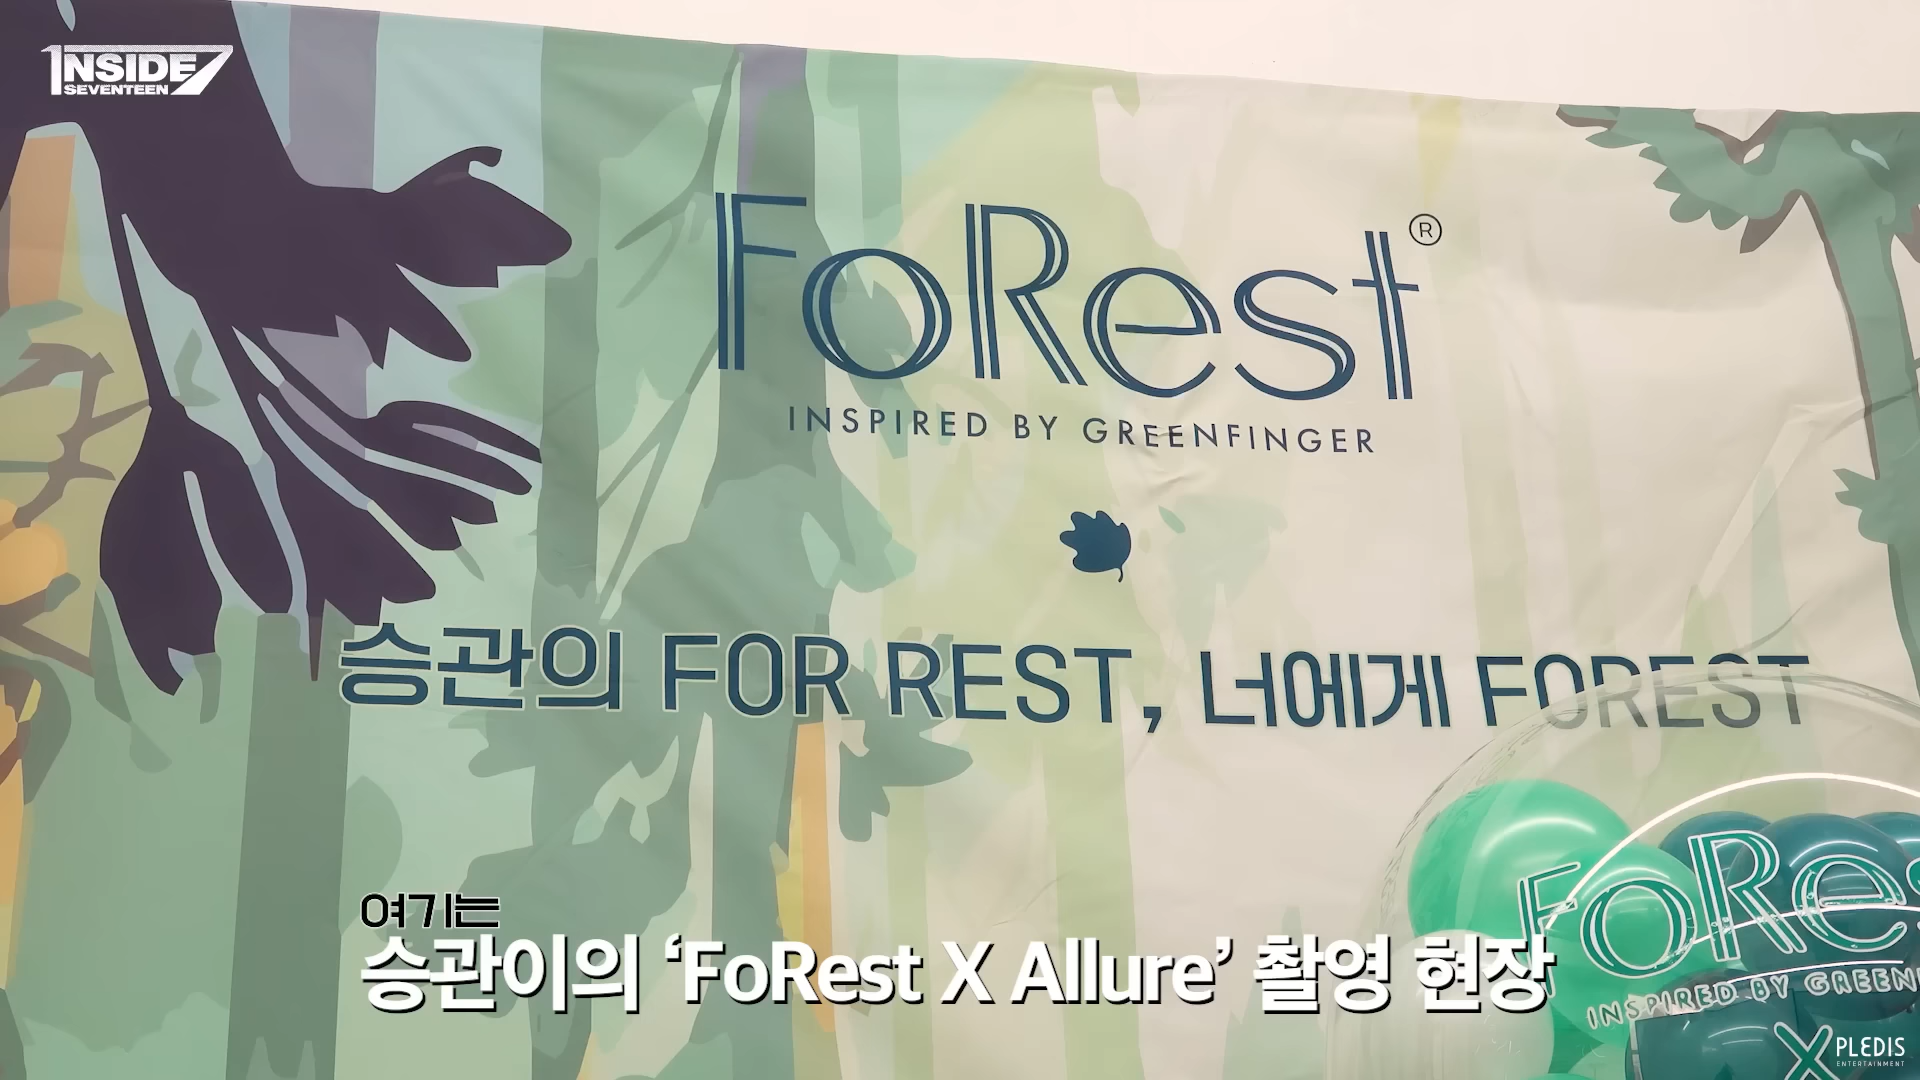 INSIDE
SEVENTEEN
FoRest®
INSPIRED BY GREENFINGER
승관의 FOR REST, 너에게 FOREST
여기는
승관이의 ‘FoRest X Allure’ 촬영 현장
FoRes
INSPIRED BY GREEN
X
PLEDIS
ENTERTAINMENT